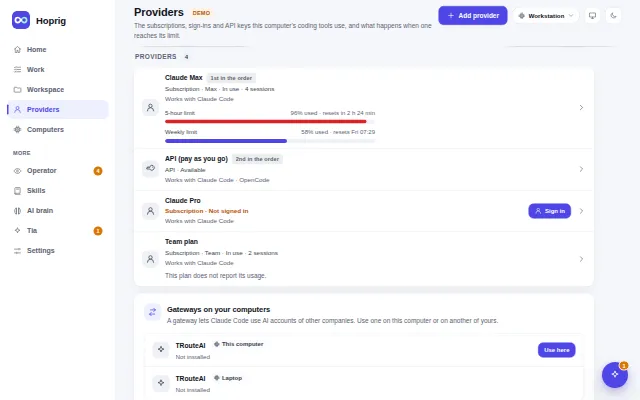 Hoprig
Home
Work
Workspace
Providers
Computers
MORE
Operator 4
Skills
AI brain
Tia 1
Settings
Providers DEMO
The subscriptions, sign-ins and API keys this computer's coding tools use, and what happens when one
reaches its limit.
Add provider
Workstation
PROVIDERS 4
Claude Max 1st in the order
Subscription · Max · In use · 4 sessions
Works with Claude Code
5-hour limit 96% used · resets in 2 h 24 min
Weekly limit 58% used · resets Fri 07:29
API (pay as you go) 2nd in the order
API · Available
Works with Claude Code · OpenCode
Claude Pro
Subscription · Not signed in
Works with Claude Code
Sign in
Team plan
Subscription · Team · In use · 2 sessions
Works with Claude Code
This plan does not report its usage.
Gateways on your computers
A gateway lets Claude Code use AI accounts of other companies. Use one on this computer or on another of yours.
TRouteAI This computer
Not installed
Use here
TRouteAI Laptop
Not installed
1